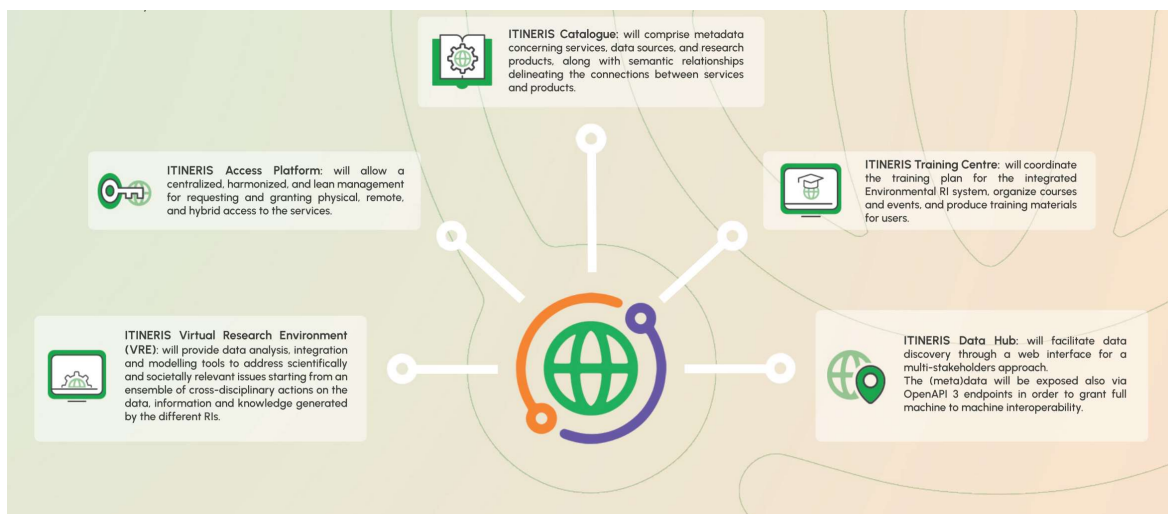 ITINERIS Catalogue: will comprise metadata
concerning services, data sources, and research
products, along with semantic relationships
delineating the connections between services
and products.
ITINERIS Access Platform: will allow a
centralized, harmonized, and lean management
for requesting and granting physical, remote,
and hybrid access to the services.
ITINERIS Training Centre: will coordinate
the training plan for the integrated
Environmental RI system, organize courses
and events, and produce training materials
for users.
ITINERIS Virtual Research Environment
(VRE): will provide data analysis, integration
and modelling tools to address scientifically
and societally relevant issues starting from an
ensemble of cross-disciplinary actions on the
data, information and knowledge generated
by the different RIs.
ITINERIS Data Hub: will facilitate data
discovery through a web interface for a
multi-stakeholders approach.
The (meta)data will be exposed also via
OpenAPI 3 endpoints in order to grant full
machine to machine interoperability.